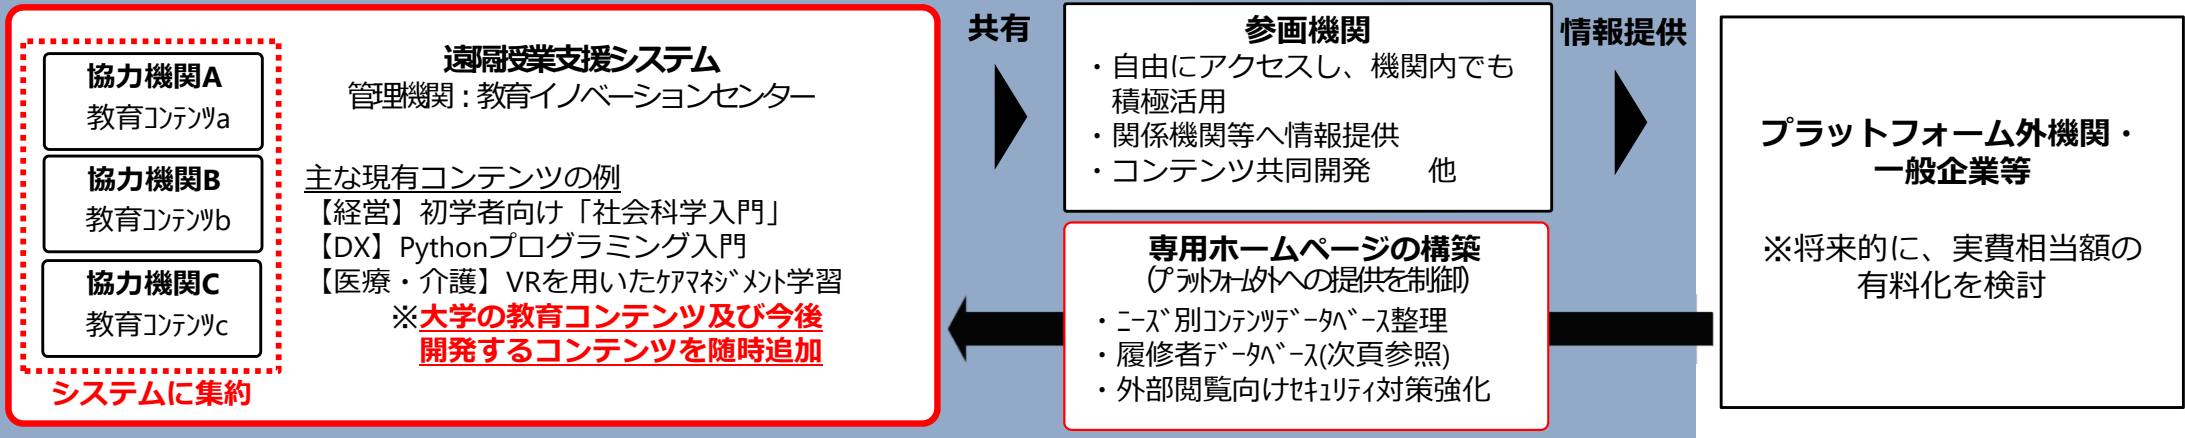 協力機関A
教育ｺﾝﾃﾝﾂa
協力機関B
教育ｺﾝﾃﾝﾂb
協力機関C
教育ｺﾝﾃﾝﾂc
システムに集約
遠隔授業支援システム
管理機関：教育イノベーションセンター
主な現有コンテンツの例
【経営】初学者向け「社会科学入門」
【DX】Pythonプログラミング入門
【医療・介護】VRを用いたｹｱﾏﾈｼﾞﾒﾝﾄ学習
※大学の教育コンテンツ及び今後
開発するコンテンツを随時追加
共有
参画機関
・自由にアクセスし、機関内でも
積極活用
・関係機関等へ情報提供
・コンテンツ共同開発　　他
専用ホームページの構築
(ﾌﾟﾗｯﾄﾌｫｰﾑ外への提供を制御)
・ﾆｰｽﾞ別ｺﾝﾃﾝﾂﾃﾞｰﾀﾍﾞｰｽ整理
・履修者ﾃﾞｰﾀﾍﾞｰｽ(次頁参照)
・外部閲覧向けｾｷｭﾘﾃｨ対策強化
情報提供
プラットフォーム外機関・
一般企業等
※将来的に、実費相当額の
有料化を検討